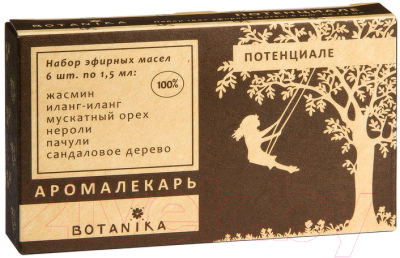 ПОТЕНЦИАЛЕ
Набор эфирных масел
6 шт. по 1,5 мл:
100%
жасмин
иланг-иланг
мускатный орех
нероли
пачули
сандаловое дерево
АРОМАЛЕКАРЬ
BOTANIKA